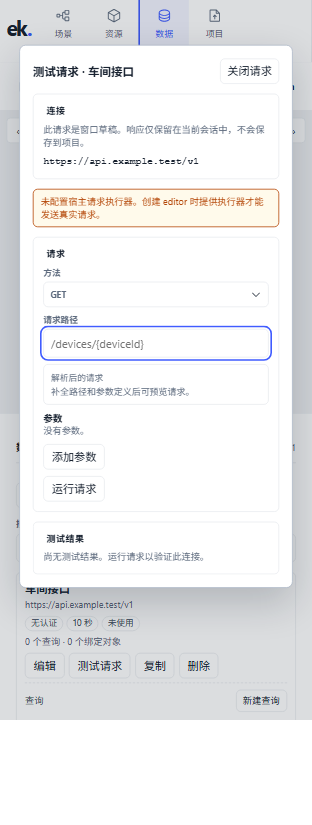 ek.
场景
资源
数据
项目
测试请求 · 车间接口
关闭请求
连接
此请求是窗口草稿。响应仅保留在当前会话中，不会保
存到项目。
https://api.example.test/v1
未配置宿主请求执行器。创建 editor 时提供执行器才能
发送真实请求。
请求
方法
GET
请求路径
/devices/{deviceId}
解析后的请求
补全路径和参数定义后可预览请求。
参数
没有参数。
添加参数
运行请求
测试结果
尚无测试结果。运行请求以验证此连接。
车间接口
https://api.example.test/v1
无认证
10 秒
未使用
0 个查询 · 0 个绑定对象
编辑
测试请求
复制
删除
查询
新建查询